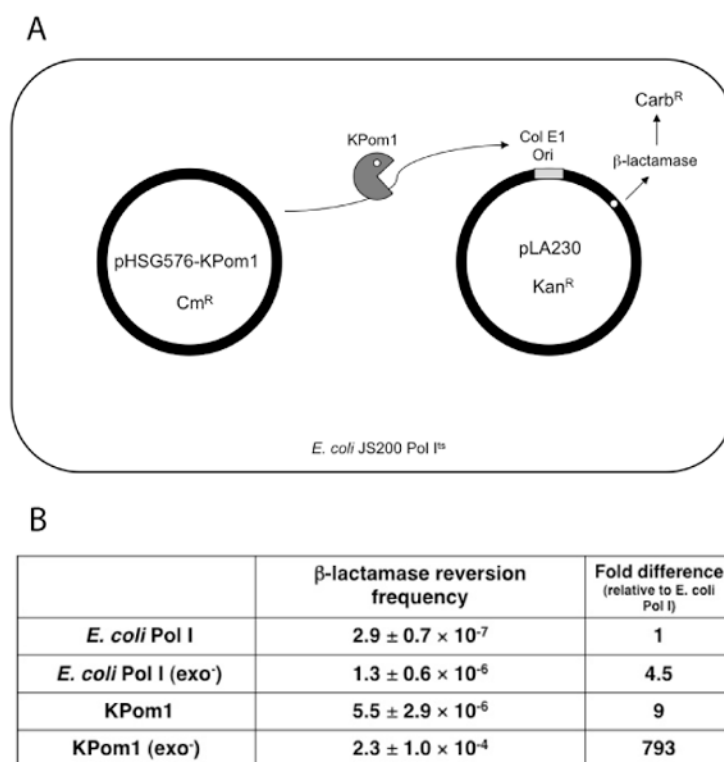 A
KPom1
Col E1
Ori
Carbᴿ
β-lactamase
pHSG576-KPom1
Cmᴿ
pLA230
Kanᴿ
E. coli JS200 Pol Iᵗˢ
B
β-lactamase reversion frequency
Fold difference (relative to E. coli Pol I)
E. coli Pol I 2.9 ± 0.7 × 10⁻⁷ 1
E. coli Pol I (exo⁻) 1.3 ± 0.6 × 10⁻⁶ 4.5
KPom1 5.5 ± 2.9 × 10⁻⁶ 9
KPom1 (exo⁻) 2.3 ± 1.0 × 10⁻⁴ 793